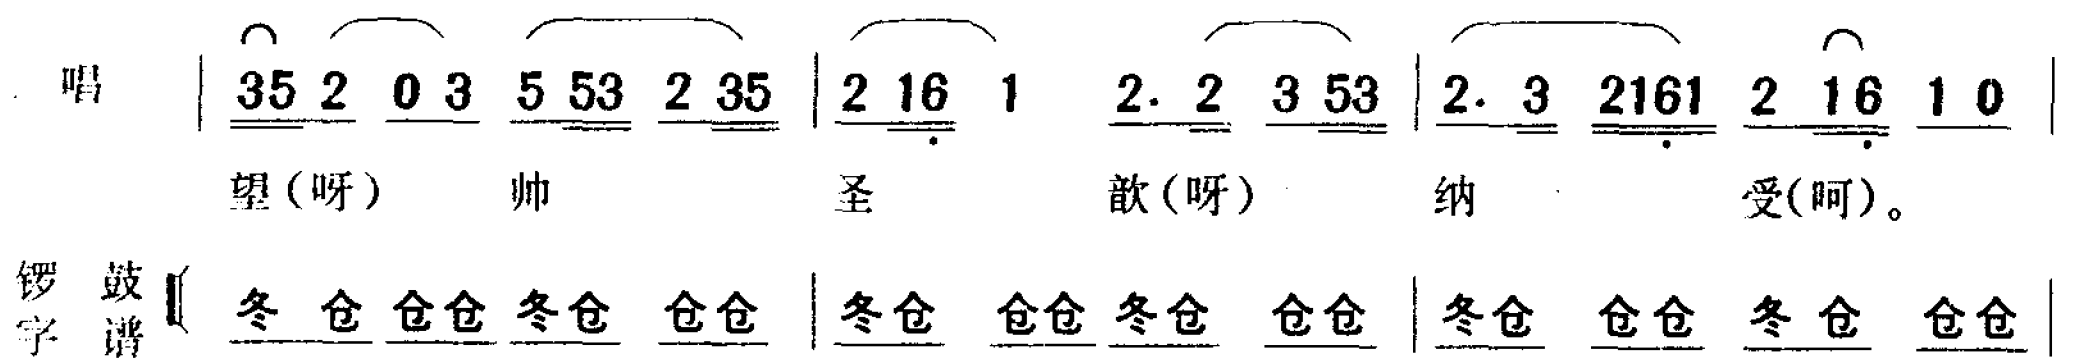 唱 35 2 0 3 5 53 2 35 | 2 16 1 2. 2 3 53 | 2. 3 2161 2 16 1 0 |
望(呀) 帅 圣 歆(呀) 纳 受(呵)。
锣鼓字谱 冬 仓 仓仓 冬仓 仓仓 | 冬仓 仓仓 冬仓 仓仓 | 冬仓 仓仓 冬 仓 仓仓 |